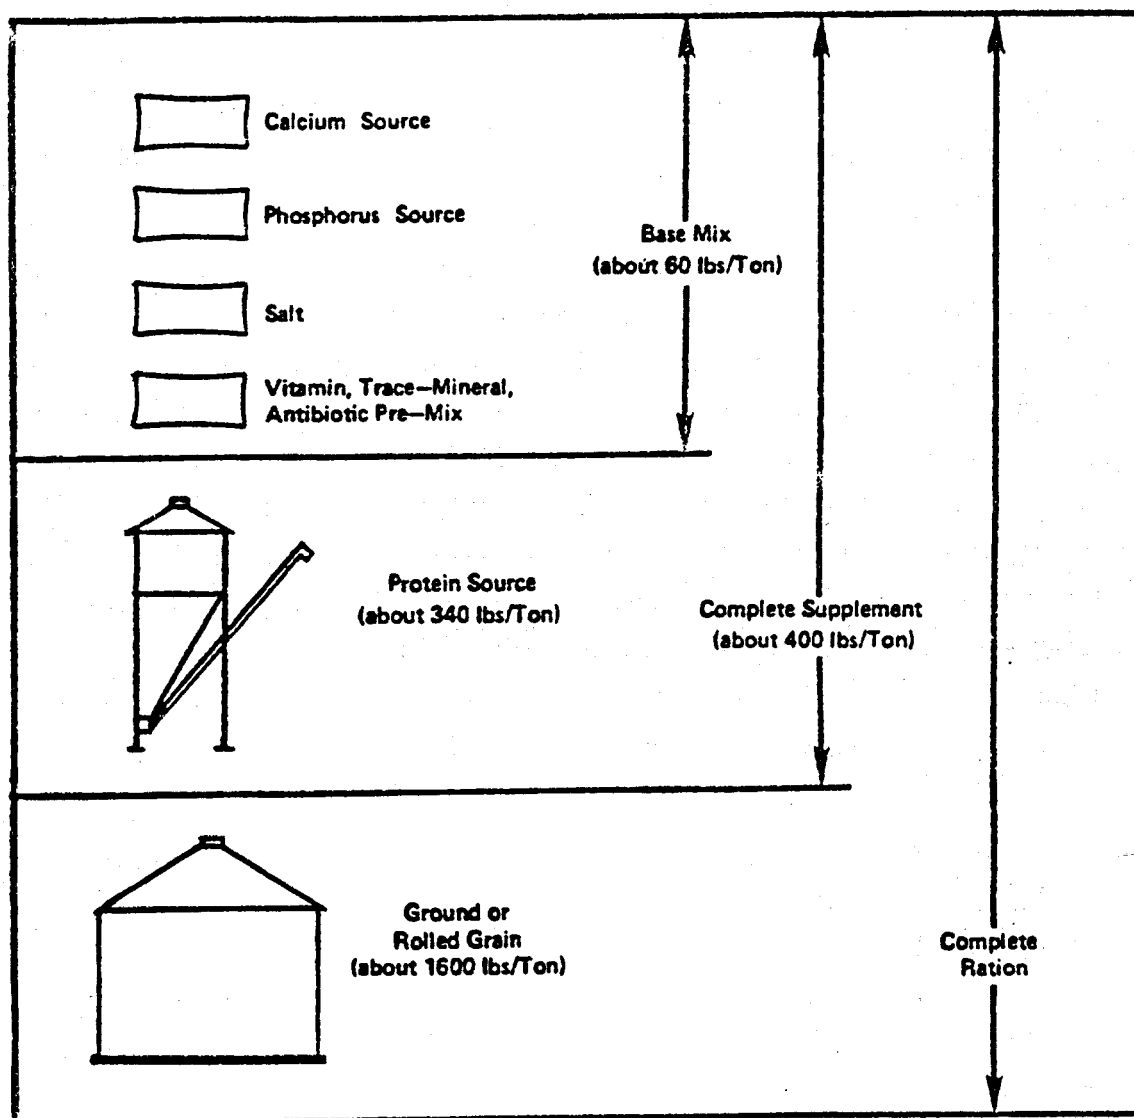 Calcium Source
Phosphorus Source
Base Mix
(about 60 lbs/Ton)
Salt
Vitamin, Trace—Mineral,
Antibiotic Pre—Mix
Protein Source
(about 340 lbs/Ton)
Complete Supplement
(about 400 lbs/Ton)
Ground or
Rolled Grain
(about 1600 lbs/Ton)
Complete
Ration